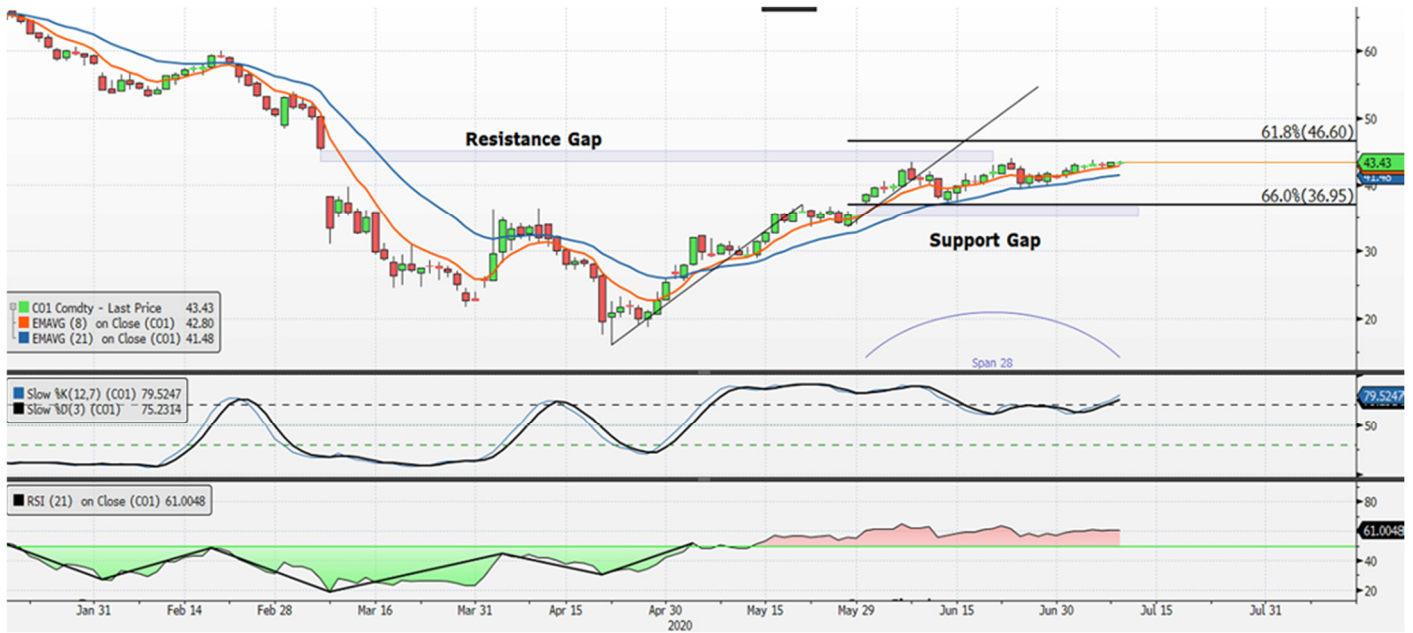 60
50
40
30
20
Resistance Gap
61.8%(46.60)
43.43
41.48
66.0%(36.95)
Support Gap
CO1 Comdty - Last Price 43.43
EMAVG (8) on Close (CO1) 42.80
EMAVG (21) on Close (CO1) 41.48
Span 28
Slow %K(12,7) (CO1) 79.5247
Slow %D(3) (CO1) 75.2314
79.5247
50
RSI (21) on Close (CO1) 61.0048
80
61.0048
40
20
Jan 31 Feb 14 Feb 28 Mar 16 Mar 31 Apr 15 Apr 30 May 15 May 29 Jun 15 Jun 30 Jul 15 Jul 31
2020